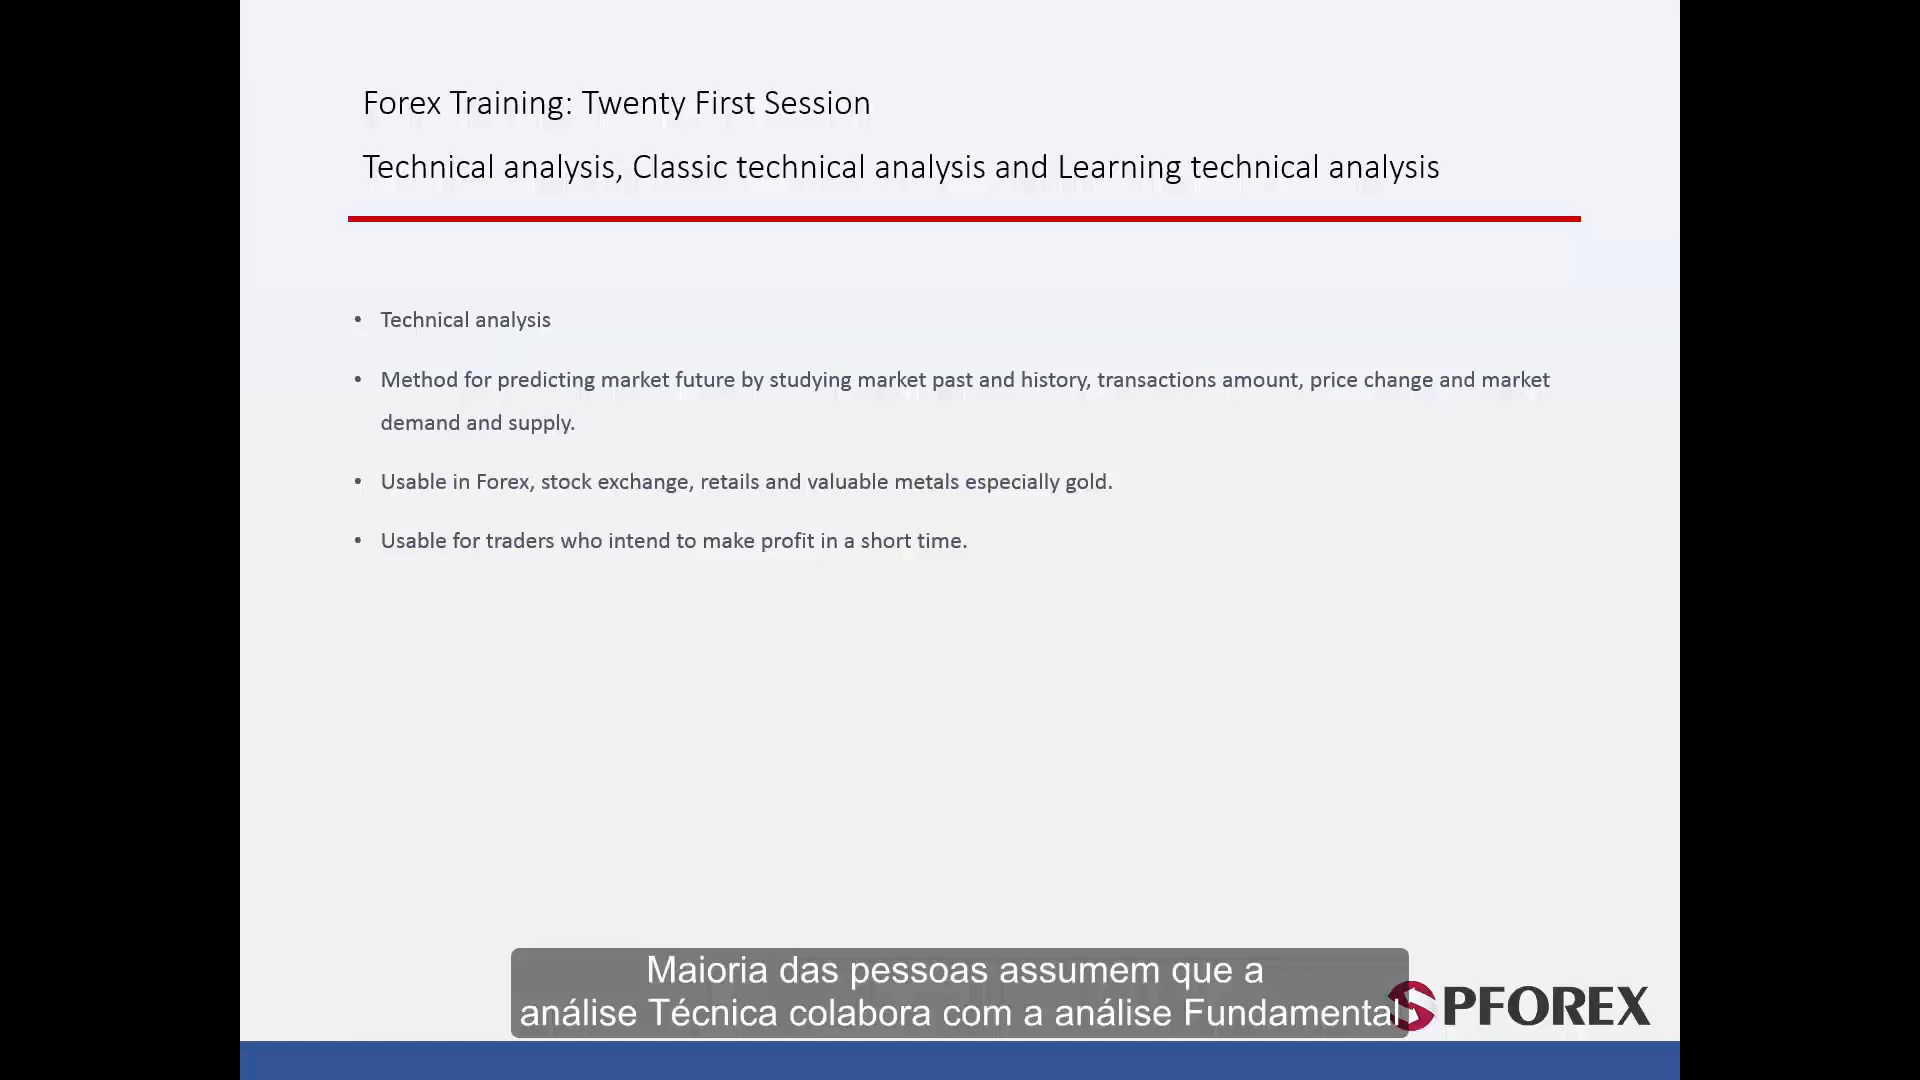 Forex Training: Twenty First Session
Technical analysis, Classic technical analysis and Learning technical analysis
• Technical analysis
• Method for predicting market future by studying market past and history, transactions amount, price change and market
demand and supply.
• Usable in Forex, stock exchange, retails and valuable metals especially gold.
• Usable for traders who intend to make profit in a short time.
Maioria das pessoas assumem que a
análise Técnica colabora com a análise Fundamental
SPFOREX